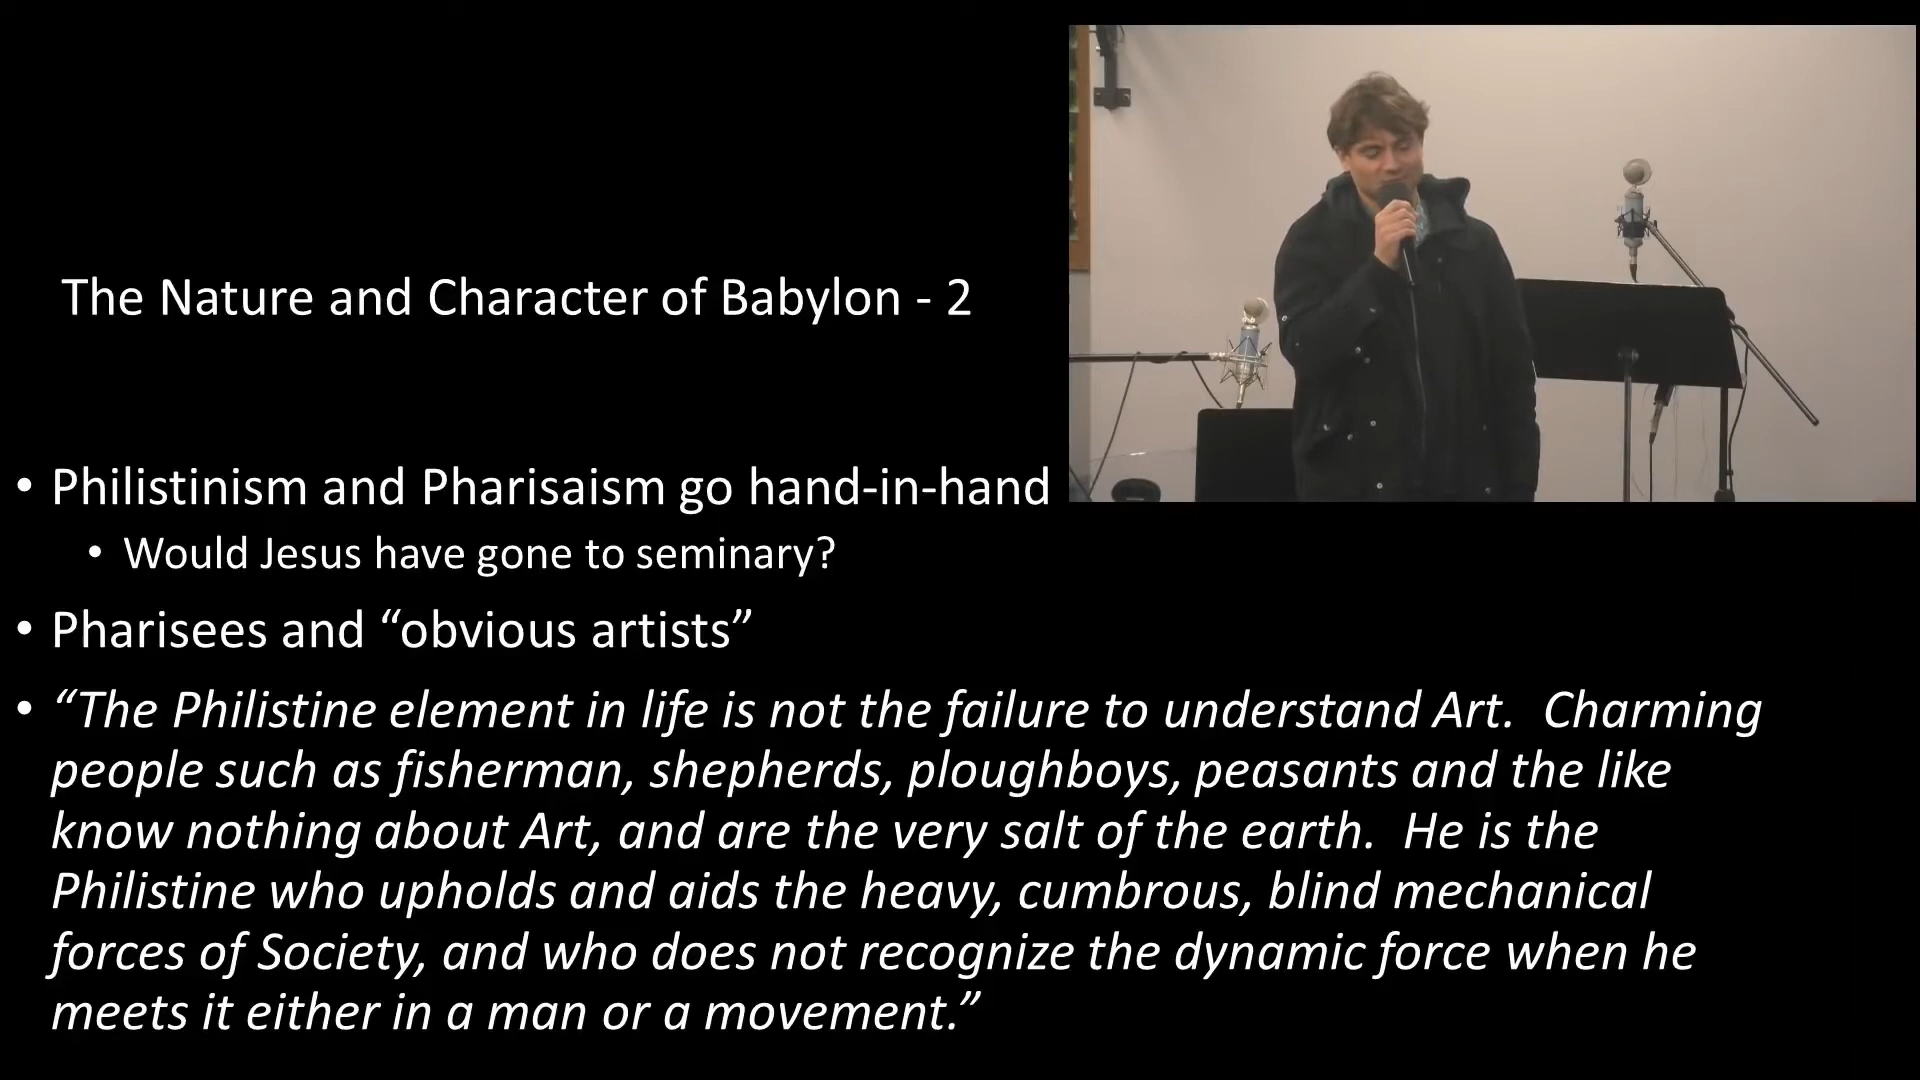 The Nature and Character of Babylon - 2
• Philistinism and Pharisaism go hand-in-hand
• Would Jesus have gone to seminary?
• Pharisees and “obvious artists”
• “The Philistine element in life is not the failure to understand Art.  Charming
people such as fisherman, shepherds, ploughboys, peasants and the like
know nothing about Art, and are the very salt of the earth.  He is the
Philistine who upholds and aids the heavy, cumbrous, blind mechanical
forces of Society, and who does not recognize the dynamic force when he
meets it either in a man or a movement.”